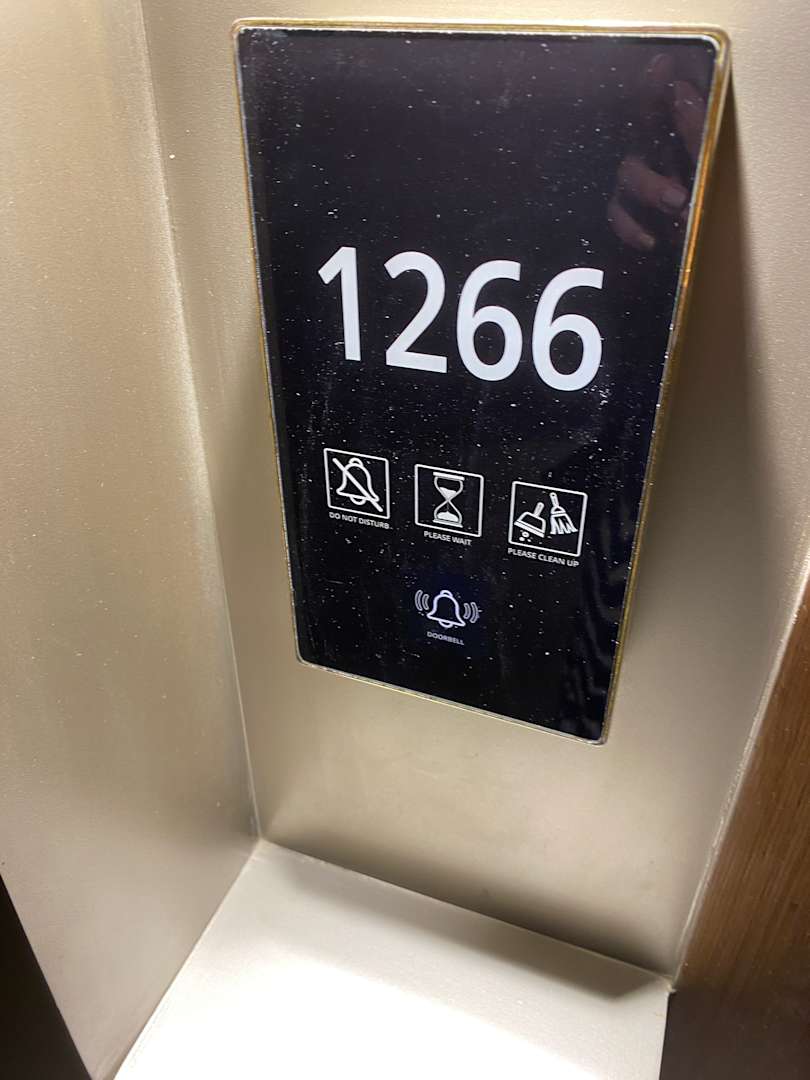 1266
DO NOT DISTURB
PLEASE WAIT
PLEASE CLEAN UP
DOORBELL